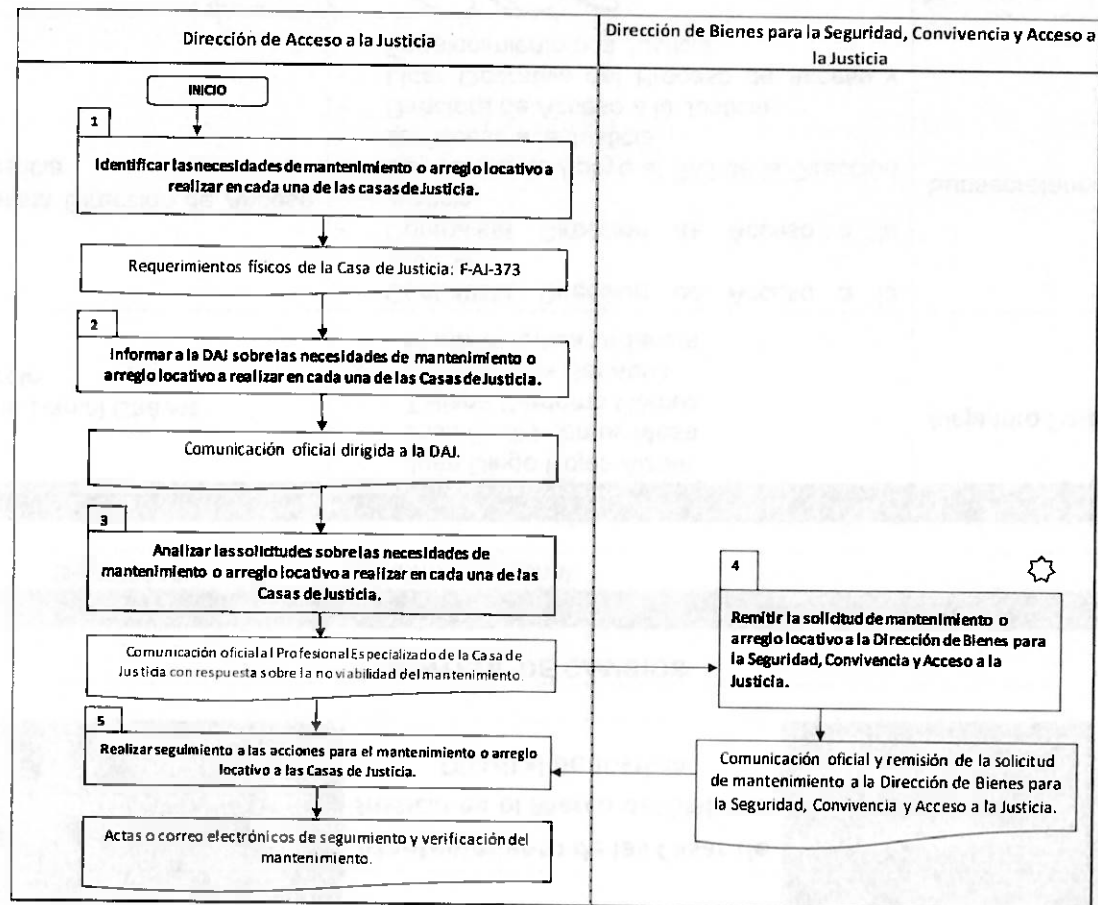 Dirección de Acceso a la Justicia
Dirección de Bienes para la Seguridad, Convivencia y Acceso a
la Justicia
INICIO
1
Identificar las necesidades de mantenimiento o arreglo locativo a
realizar en cada una de las casas de Justicia.
Requerimientos físicos de la Casa de Justicia: F-AJ-373
2
Informar a la DAJ sobre las necesidades de mantenimiento o
arreglo locativo a realizar en cada una de las Casas de Justicia.
Comunicación oficial dirigida a la DAJ.
3
Analizar las solicitudes sobre las necesidades de
mantenimiento o arreglo locativo a realizar en cada una de las
Casas de Justicia.
Comunicación oficial l Profesional Especializado de la Casa de
Justicia con respuesta sobre la no viabilidad del mantenimiento.
4
Remitir la solicitud de mantenimiento o
arreglo locativo a la Dirección de Bienes para
la Seguridad, Convivencia y Acceso a la
Justicia.
Comunicación oficial y remisión de la solicitud
de mantenimiento a la Dirección de Bienes para
la Seguridad, Convivencia y Acceso a la Justicia.
5
Realizar seguimiento a las acciones para el mantenimiento o arreglo
locativo a las Casas de Justicia.
Actas o correo electrónicos de seguimiento y verificación del
mantenimiento.